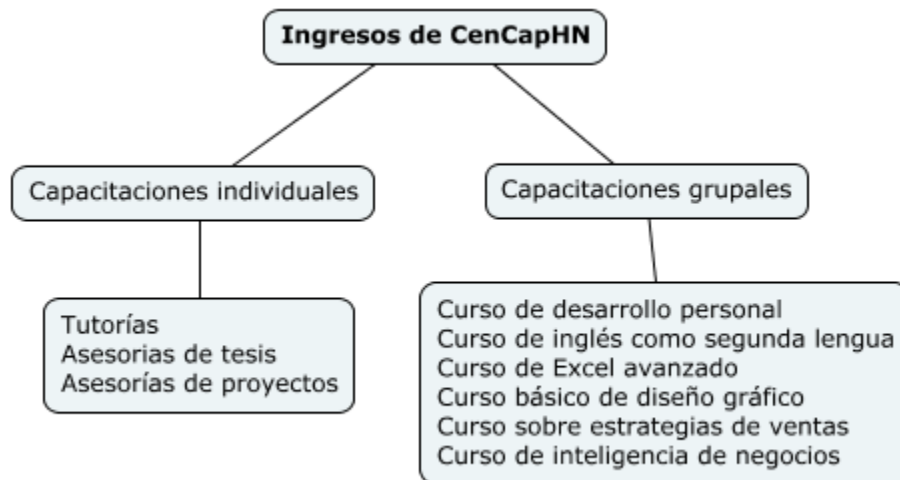 Ingresos de CenCapHN
Capacitaciones individuales
Capacitaciones grupales
Tutorías
Asesorias de tesis
Asesorías de proyectos
Curso de desarrollo personal
Curso de inglés como segunda lengua
Curso de Excel avanzado
Curso básico de diseño gráfico
Curso sobre estrategias de ventas
Curso de inteligencia de negocios